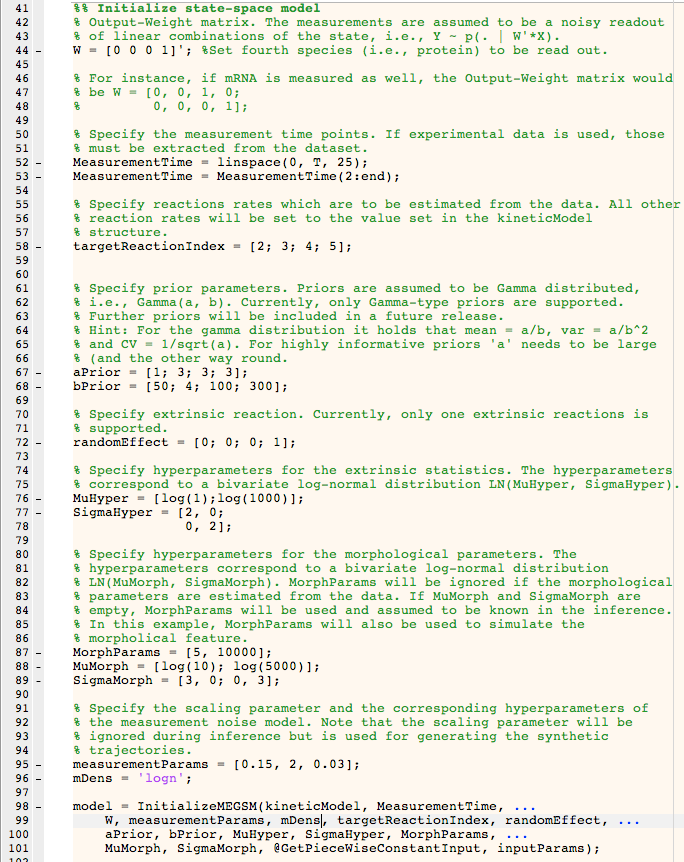 41 %% Initialize state-space model
42 % Output-Weight matrix. The measurements are assumed to be a noisy readout
43 % of linear combinations of the state, i.e., Y ~ p(. | W'*X).
44 – W = [0 0 0 1]'; %Set fourth species (i.e., protein) to be read out.
45
46 % For instance, if mRNA is measured as well, the Output-Weight matrix would
47 % be W = [0, 0, 1, 0;
48 % 0, 0, 0, 1];
49
50 % Specify the measurement time points. If experimental data is used, those
51 % must be extracted from the dataset.
52 – MeasurementTime = linspace(0, T, 25);
53 – MeasurementTime = MeasurementTime(2:end);
54
55 % Specify reactions rates which are to be estimated from the data. All other
56 % reaction rates will be set to the value set in the kineticModel
57 % structure.
58 – targetReactionIndex = [2; 3; 4; 5];
59
60
61 % Specify prior parameters. Priors are assumed to be Gamma distributed,
62 % i.e., Gamma(a, b). Currently, only Gamma-type priors are supported.
63 % Further priors will be included in a future release.
64 % Hint: For the gamma distribution it holds that mean = a/b, var = a/b^2
65 % and CV = 1/sqrt(a). For highly informative priors 'a' needs to be large
66 % (and the other way round.
67 – aPrior = [1; 3; 3; 3];
68 – bPrior = [50; 4; 100; 300];
69
70 % Specify extrinsic reaction. Currently, only one extrinsic reactions is
71 % supported.
72 – randomEffect = [0; 0; 0; 1];
73
74 % Specify hyperparameters for the extrinsic statistics. The hyperparameters
75 % correspond to a bivariate log-normal distribution LN(MuHyper, SigmaHyper).
76 – MuHyper = [log(1);log(1000)];
77 – SigmaHyper = [2, 0;
78 0, 2];
79
80 % Specify hyperparameters for the morphological parameters. The
81 % hyperparameters correspond to a bivariate log-normal distribution
82 % LN(MuMorph, SigmaMorph). MorphParams will be ignored if the morphological
83 % parameters are estimated from the data. If MuMorph and SigmaMorph are
84 % empty, MorphParams will be used and assumed to be known in the inference.
85 % In this example, MorphParams will also be used to simulate the
86 % morpholical feature.
87 – MorphParams = [5, 10000];
88 – MuMorph = [log(10); log(5000)];
89 – SigmaMorph = [3, 0; 0, 3];
90
91 % Specify the scaling parameter and the corresponding hyperparameters of
92 % the measurement noise model. Note that the scaling parameter will be
93 % ignored during inference but is used for generating the synthetic
94 % trajectories.
95 – measurementParams = [0.15, 2, 0.03];
96 – mDens = 'logn';
97
98 – model = InitializeMEGSM(kineticModel, MeasurementTime, ...
99 W, measurementParams, mDens, targetReactionIndex, randomEffect, ...
100 aPrior, bPrior, MuHyper, SigmaHyper, MorphParams, ...
101 MuMorph, SigmaMorph, @GetPieceWiseConstantInput, inputParams);